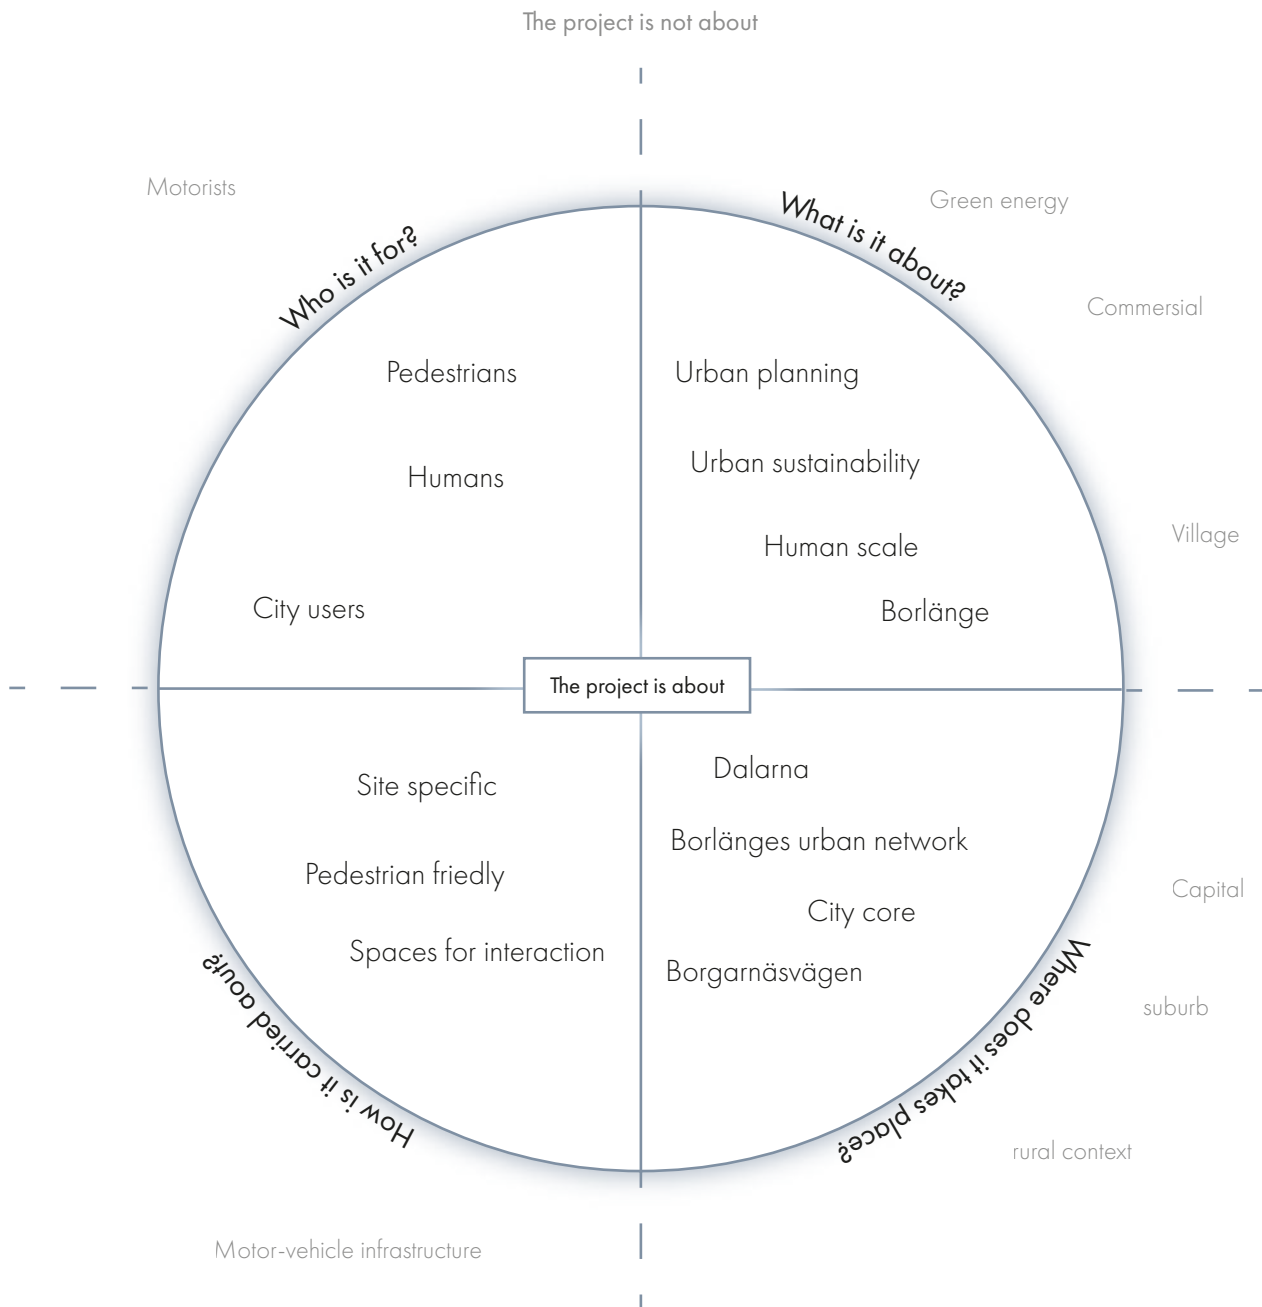 The project is not about
Motorists
Green energy
What is it about?
Who is it for?
Commersial
Pedestrians
Urban planning
Humans
Urban sustainability
Village
Human scale
City users
Borlänge
The project is about
Site specific
Dalarna
Borlänges urban network
Pedestrian friedly
Capital
City core
Spaces for interaction
Borgarnäsvägen
How is it carried aout?
Where does it takes place?
suburb
rural context
Motor-vehicle infrastructure